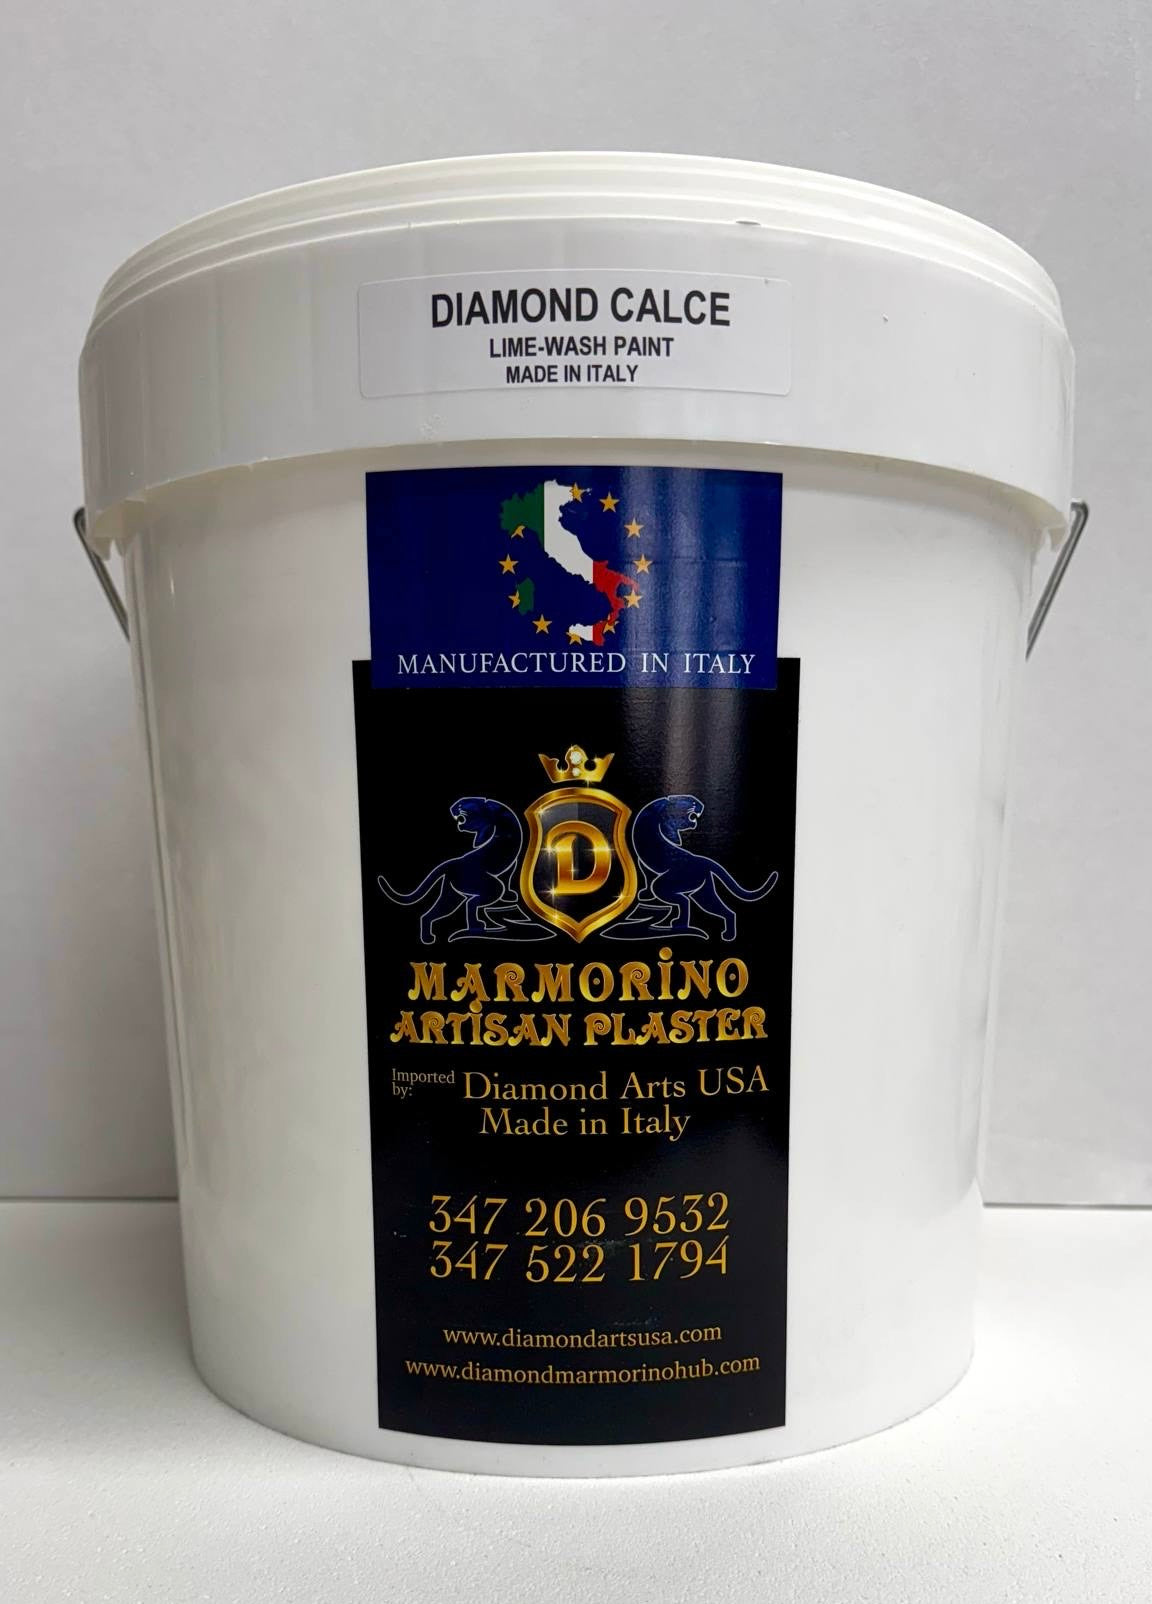 DIAMOND CALCE
LIME-WASH PAINT
MADE IN ITALY
MANUFACTURED IN ITALY
D
MARMORINO
ARTISAN PLASTER
Imported by: Diamond Arts USA
Made in Italy
347 206 9532
347 522 1794
www.diamondartsusa.com
www.diamondmarmorinohub.com